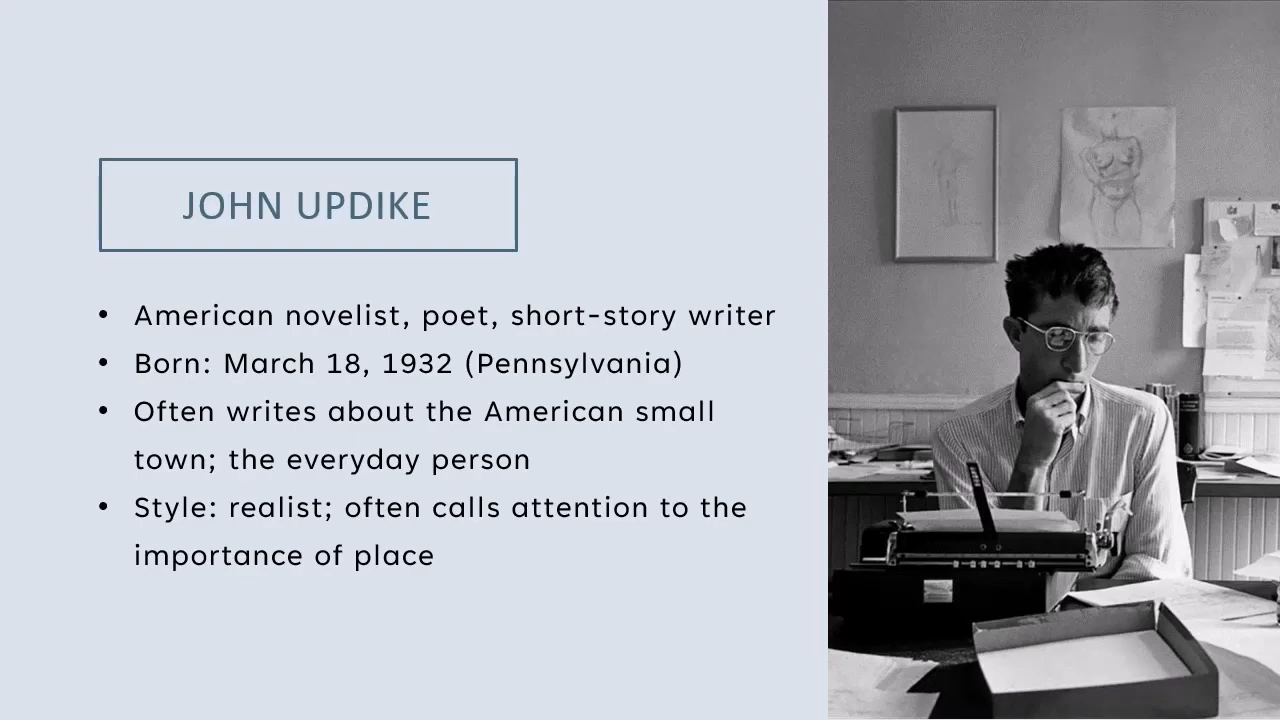 JOHN UPDIKE
• American novelist, poet, short-story writer
• Born: March 18, 1932 (Pennsylvania)
• Often writes about the American small
town; the everyday person
• Style: realist; often calls attention to the
importance of place